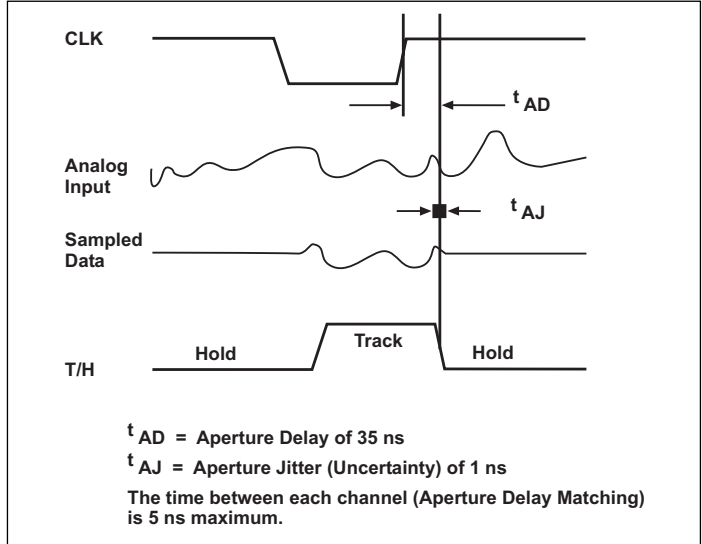 CLK
t AD
Analog
Input
t AJ
Sampled
Data
Hold
Track
Hold
T/H
t AD = Aperture Delay of 35 ns
t AJ = Aperture Jitter (Uncertainty) of 1 ns
The time between each channel (Aperture Delay Matching)
is 5 ns maximum.